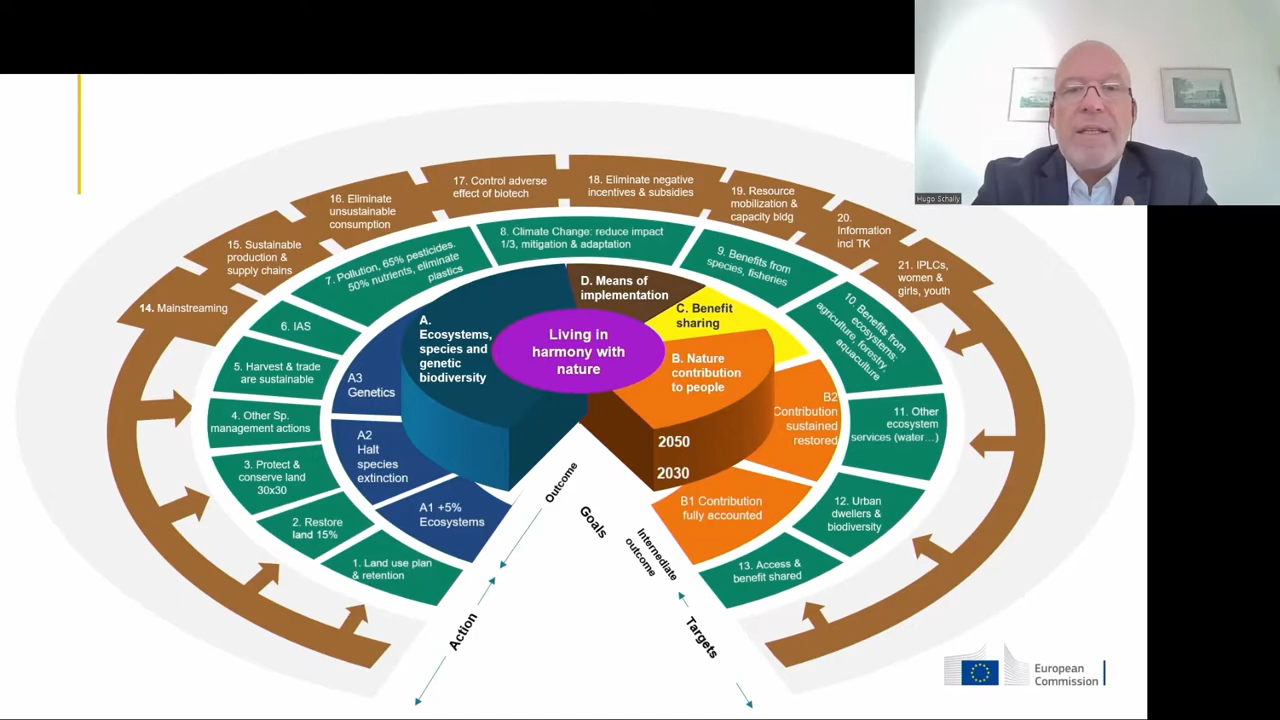 Hugo Schally
14. Mainstreaming
15. Sustainable
production &
supply chains
16. Eliminate
unsustainable
consumption
17. Control adverse
effect of biotech
18. Eliminate negative
incentives & subsidies
19. Resource
mobilization &
capacity bldg
20.
Information
incl TK
21. IPLCs,
women &
girls, youth
1. Land use plan
& retention
2. Restore
land 15%
3. Protect &
conserve land
30x30
4. Other Sp.
management actions
5. Harvest & trade
are sustainable
6. IAS
7. Pollution, 65% pesticides.
50% nutrients, eliminate
plastics
8. Climate Change: reduce impact
1/3, mitigation & adaptation
9. Benefits from
species, fisheries
10. Benefits from
ecosystems:
agriculture, forestry,
aquaculture
11. Other
ecosystem
services (water...)
12. Urban
dwellers &
biodiversity
13. Access &
benefit shared
A3
Genetics
A2
Halt
species
extinction
A1 +5%
Ecosystems
A.
Ecosystems,
species and
genetic
biodiversity
Living in
harmony with
nature
D. Means of
implementation
C. Benefit
sharing
B. Nature
contribution
to people
2050
2030
B2
Contribution
sustained
restored
B1 Contribution
fully accounted
Outcome
Goals
Intermediate
outcome
Action
Targets
European
Commission